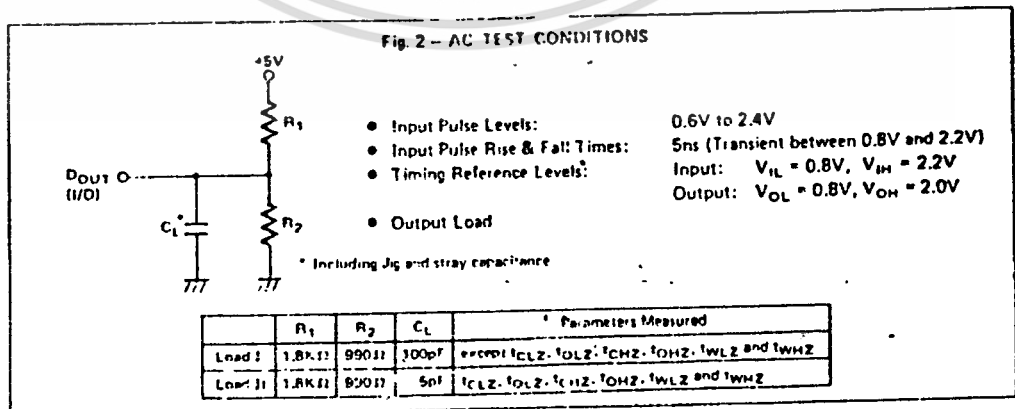 Fig. 2 – AC TEST CONDITIONS
+5V
R1
DOUT
(I/O)
CL*
R2
• Input Pulse Levels: 0.6V to 2.4V
• Input Pulse Rise & Fall Times: 5ns (Transient between 0.8V and 2.2V)
• Timing Reference Levels: Input: VIL = 0.8V, VIH = 2.2V
Output: VOL = 0.8V, VOH = 2.0V
• Output Load
* Including Jig and stray capacitance
R1 R2 CL Parameters Measured
Load I 1.8KΩ 990Ω 100pF except tCLZ, tOLZ, tCHZ, tOHZ, tWLZ and tWHZ
Load II 1.8KΩ 990Ω 5pF tCLZ, tOLZ, tCHZ, tOHZ, tWLZ and tWHZ